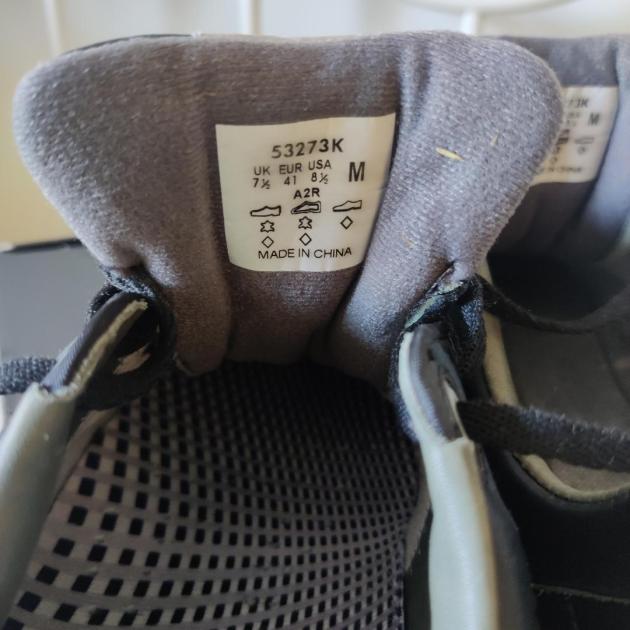 53273K
UK EUR USA
7½ 41 8½ M
A2R
MADE IN CHINA
M